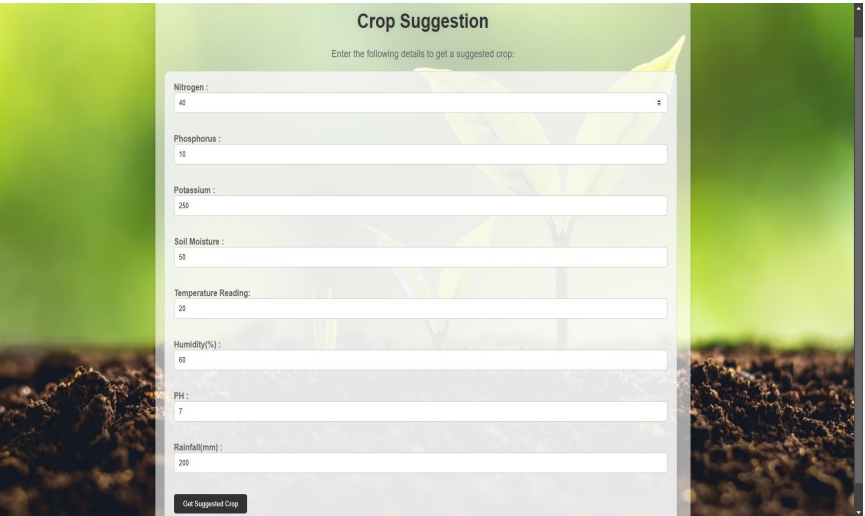 Crop Suggestion
Enter the following details to get a suggested crop:
Nitrogen :
40
Phosphorus :
10
Potassium :
250
Soil Moisture :
50
Temperature Reading:
20
Humidity(%) :
60
PH :
7
Rainfall(mm) :
200
Get Suggested Crop